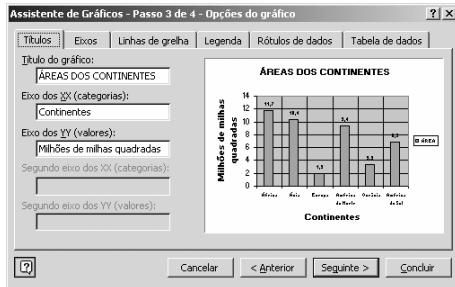 Assistente de Gráficos - Passo 3 de 4 - Opções do gráfico
Títulos Eixos Linhas de grelha Legenda Rótulos de dados Tabela de dados
Título do gráfico:
ÁREAS DOS CONTINENTES
Eixo dos XX (categorias):
Continentes
Eixo dos YY (valores):
Milhões de milhas quadradas
Segundo eixo dos XX (categorias):
Segundo eixo dos YY (valores):
ÁREAS DOS CONTINENTES
Milhões de milhas
quadradas
14
12
10
8
6
4
2
0
11,7
10,4
1,9
9,4
3,3
6,9
África Ásia Europa América do Norte Oceânia América do Sul
Continentes
ÁREA
Cancelar < Anterior Seguinte > Concluir